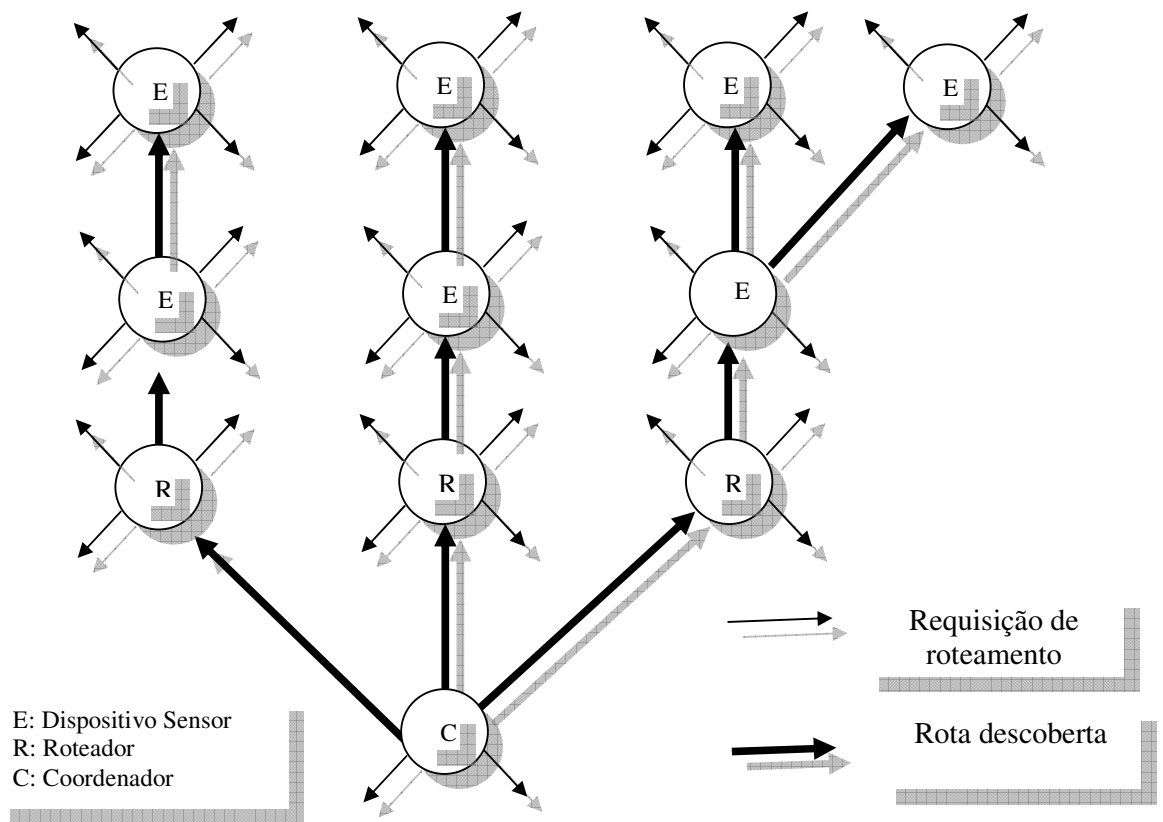 E
E
E
E
E
E
E
R
R
R
C
Requisição de
roteamento
Rota descoberta
E: Dispositivo Sensor
R: Roteador
C: Coordenador